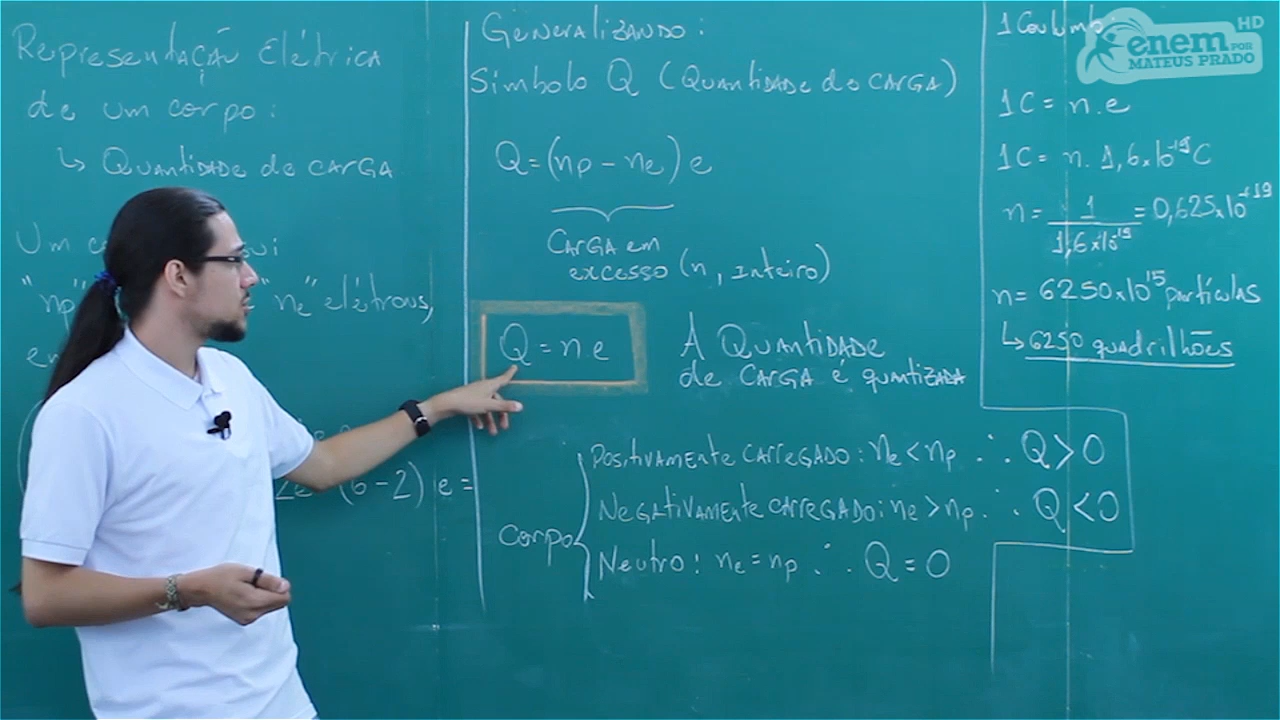 Representação Elétrica
de um corpo:
↳ Quantidade de carga
Um
"np" "ne" elétrons,
(6-2) e =
Generalizando:
Símbolo Q (Quantidade de carga)
Q = (np - ne) e
Carga em
excesso (n, inteiro)
Q = n e
A Quantidade
de carga é quantizada
Corpo
Positivamente carregado: ne < np ∴ Q > 0
Negativamente carregado: ne > np ∴ Q < 0
Neutro: ne = np ∴ Q = 0
1 Coulomb
1C = n.e
1C = n. 1,6x10⁻¹⁹C
n = 1/1,6x10⁻¹⁹ = 0,625x10⁺¹⁹
n = 6250x10¹⁵ partículas
↳ 6250 quadrilhões
enem POR
MATEUS PRADO
HD